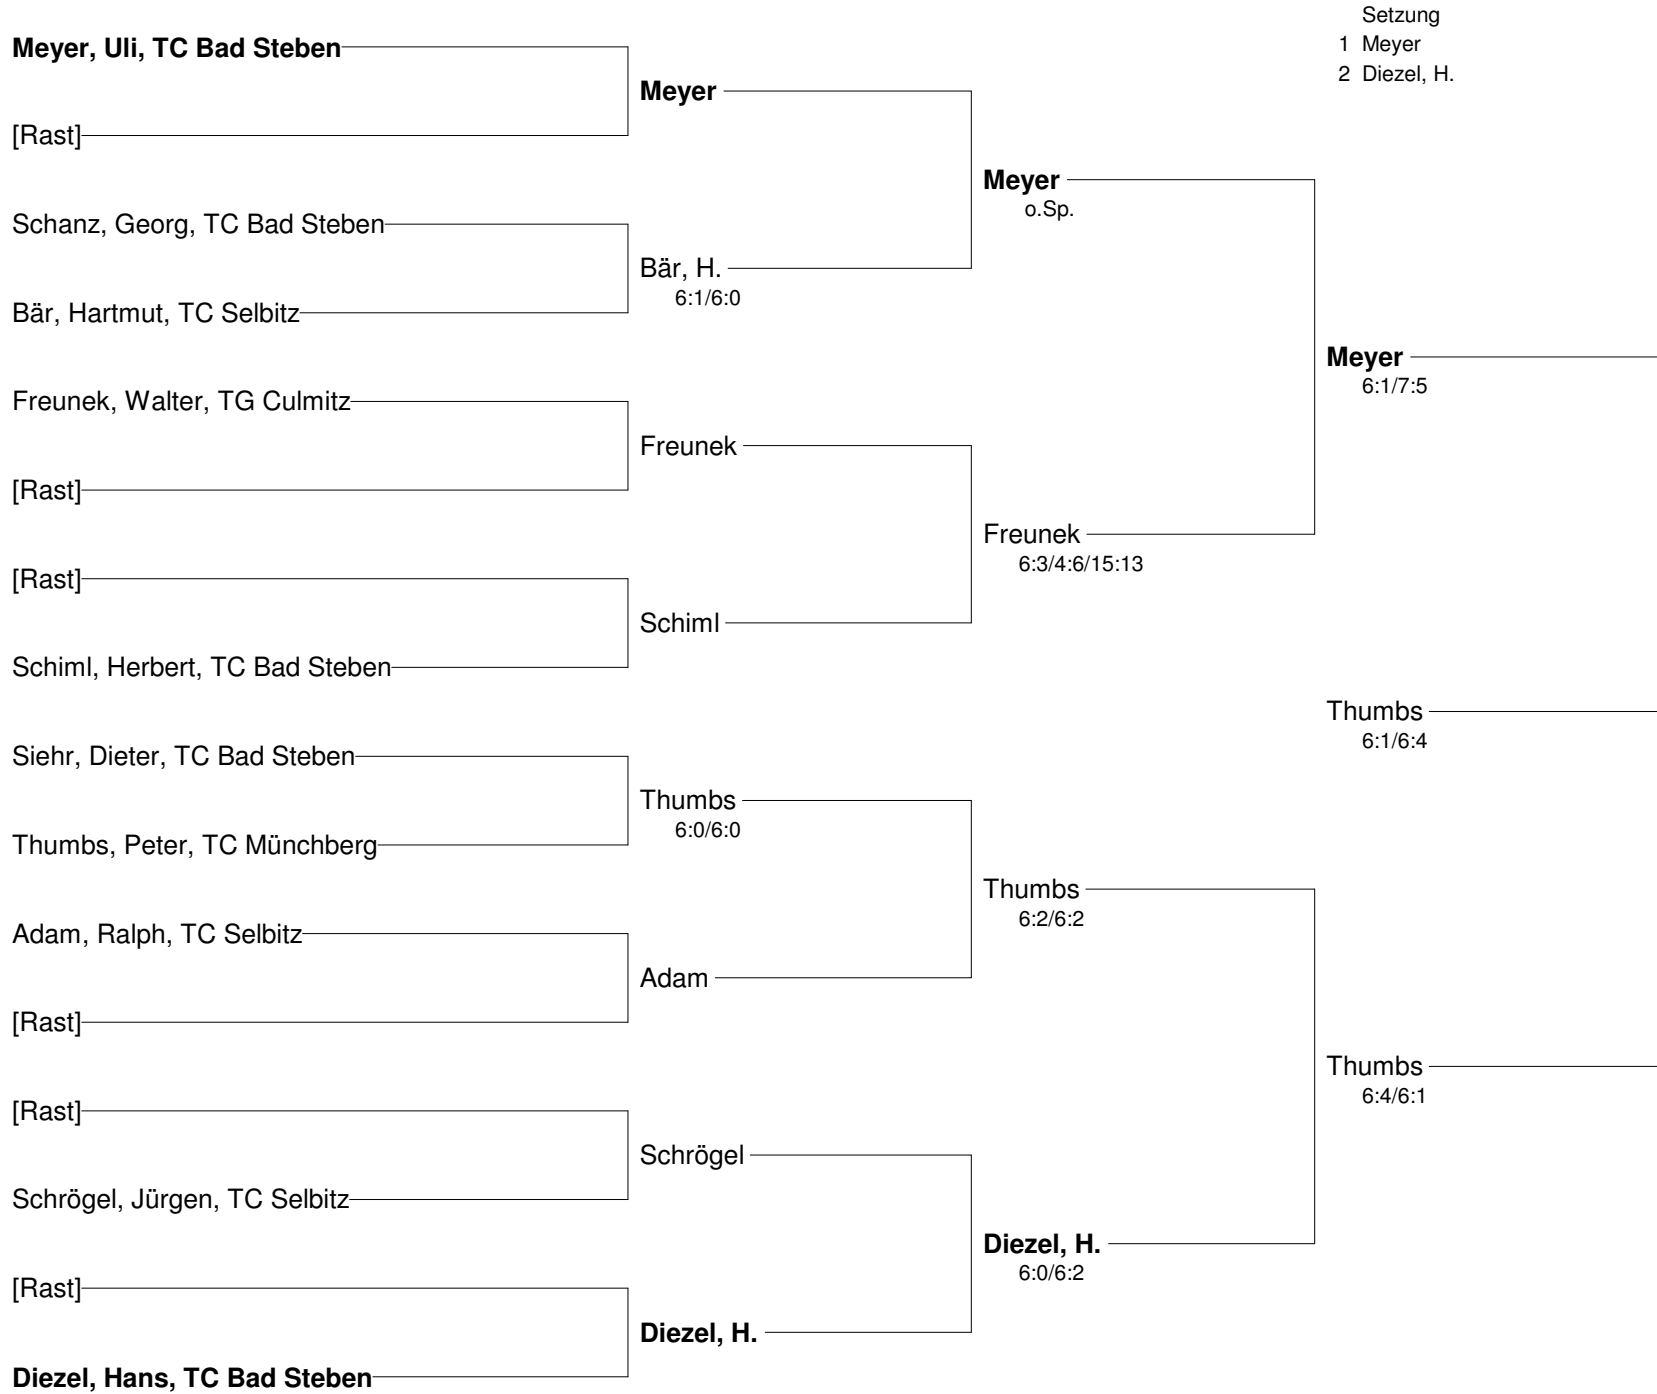 Setzung
1 Meyer
2 Diezel, H.
Meyer, Uli, TC Bad Steben
[Rast]
Schanz, Georg, TC Bad Steben
Bär, Hartmut, TC Selbitz
Freunek, Walter, TG Culmitz
[Rast]
[Rast]
Schiml, Herbert, TC Bad Steben
Siehr, Dieter, TC Bad Steben
Thumbs, Peter, TC Münchberg
Adam, Ralph, TC Selbitz
[Rast]
[Rast]
Schrögel, Jürgen, TC Selbitz
[Rast]
Diezel, Hans, TC Bad Steben
Meyer
Bär, H.
6:1/6:0
Freunek
Schiml
Thumbs
6:0/6:0
Adam
Schrögel
Diezel, H.
Meyer
o.Sp.
Freunek
6:3/4:6/15:13
Thumbs
6:2/6:2
Diezel, H.
6:0/6:2
Meyer
6:1/7:5
Thumbs
6:1/6:4
Thumbs
6:4/6:1